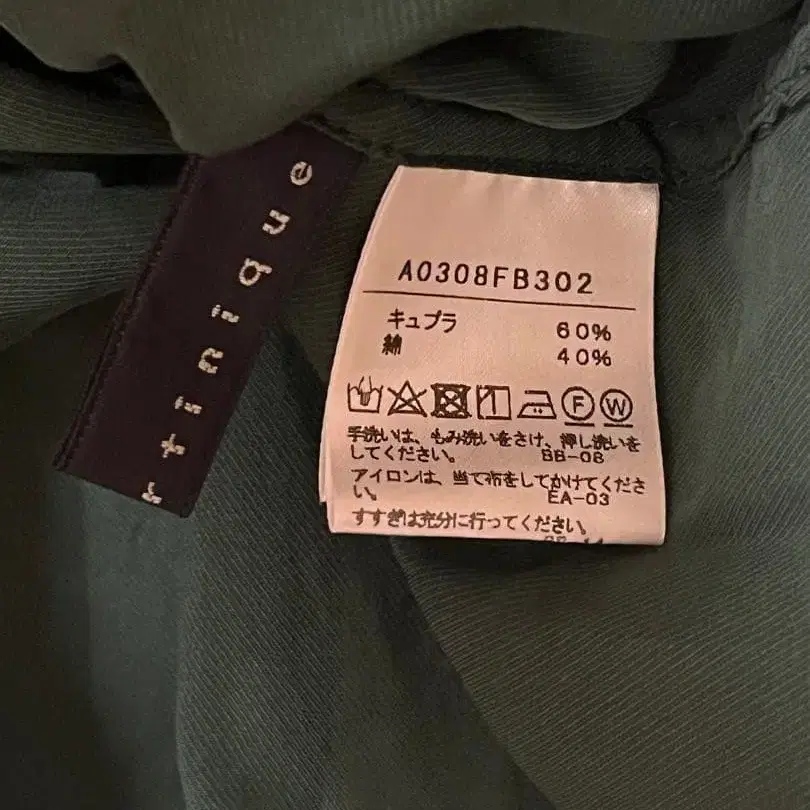 rtinique
A0308FB302
キュプラ 60%
綿 40%
F W
手洗いは、もみ洗いをさけ、押し洗いを
してください。 BB-08
アイロンは、当て布をしてかけてくださ
い。 EA-03
すすぎは充分に行ってください。